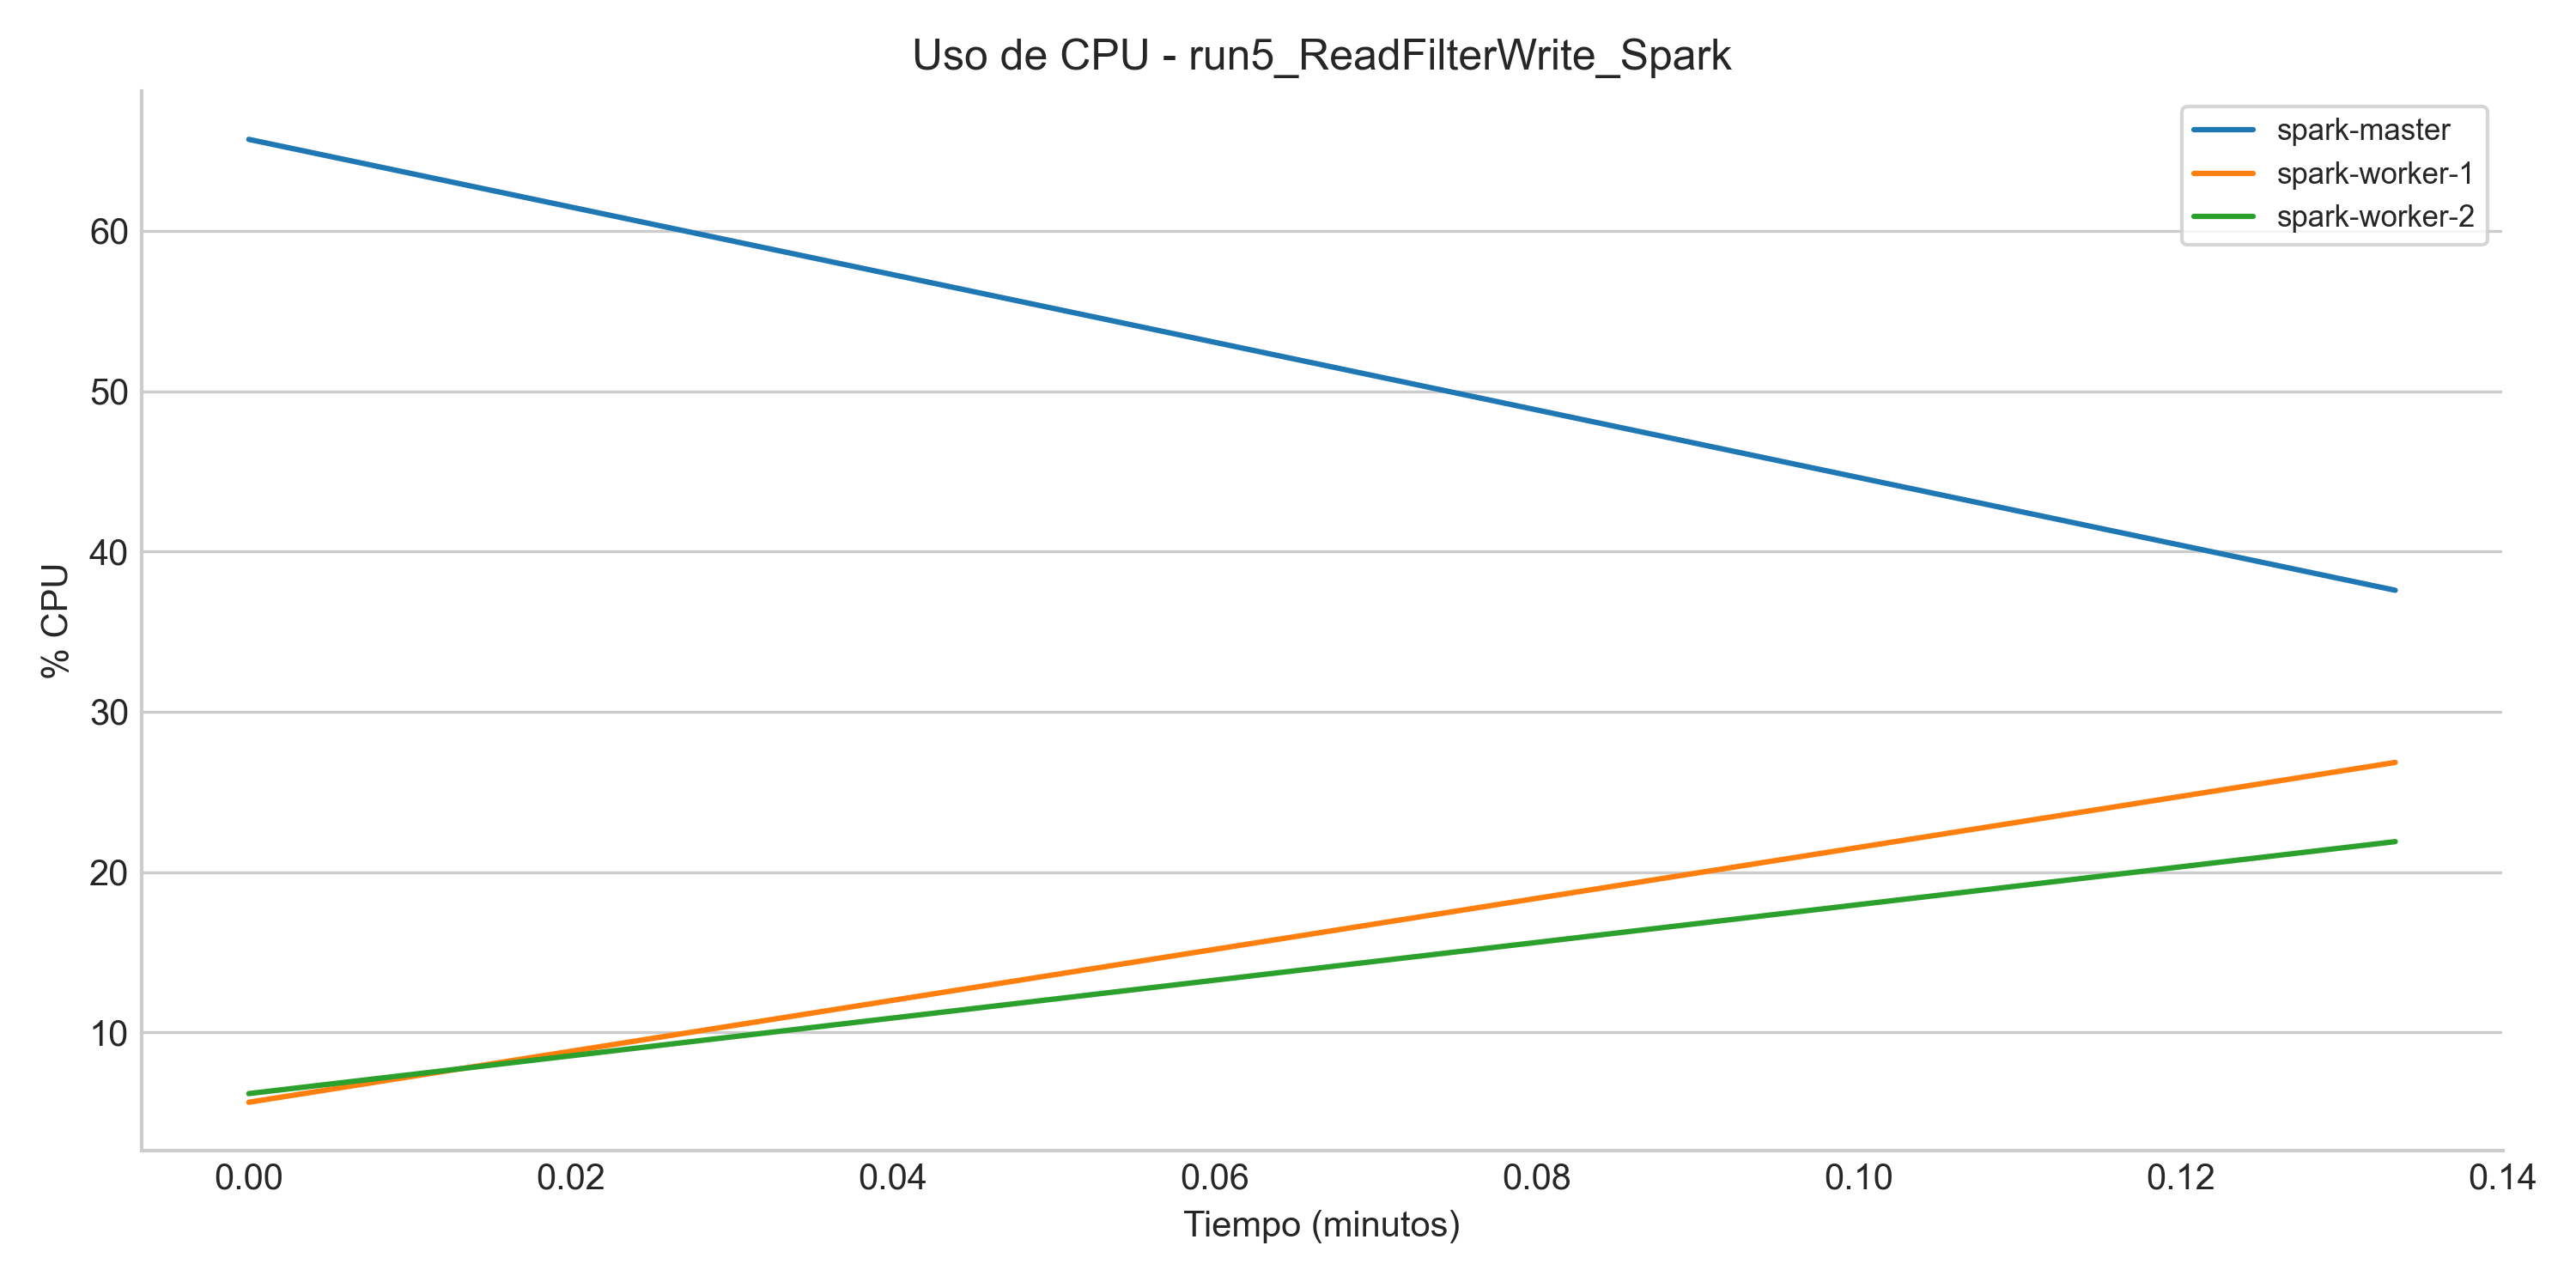 Uso de CPU - run5_ReadFilterWrite_Spark
spark-master
spark-worker-1
spark-worker-2
% CPU
60
50
40
30
20
10
0.00 0.02 0.04 0.06 0.08 0.10 0.12 0.14
Tiempo (minutos)